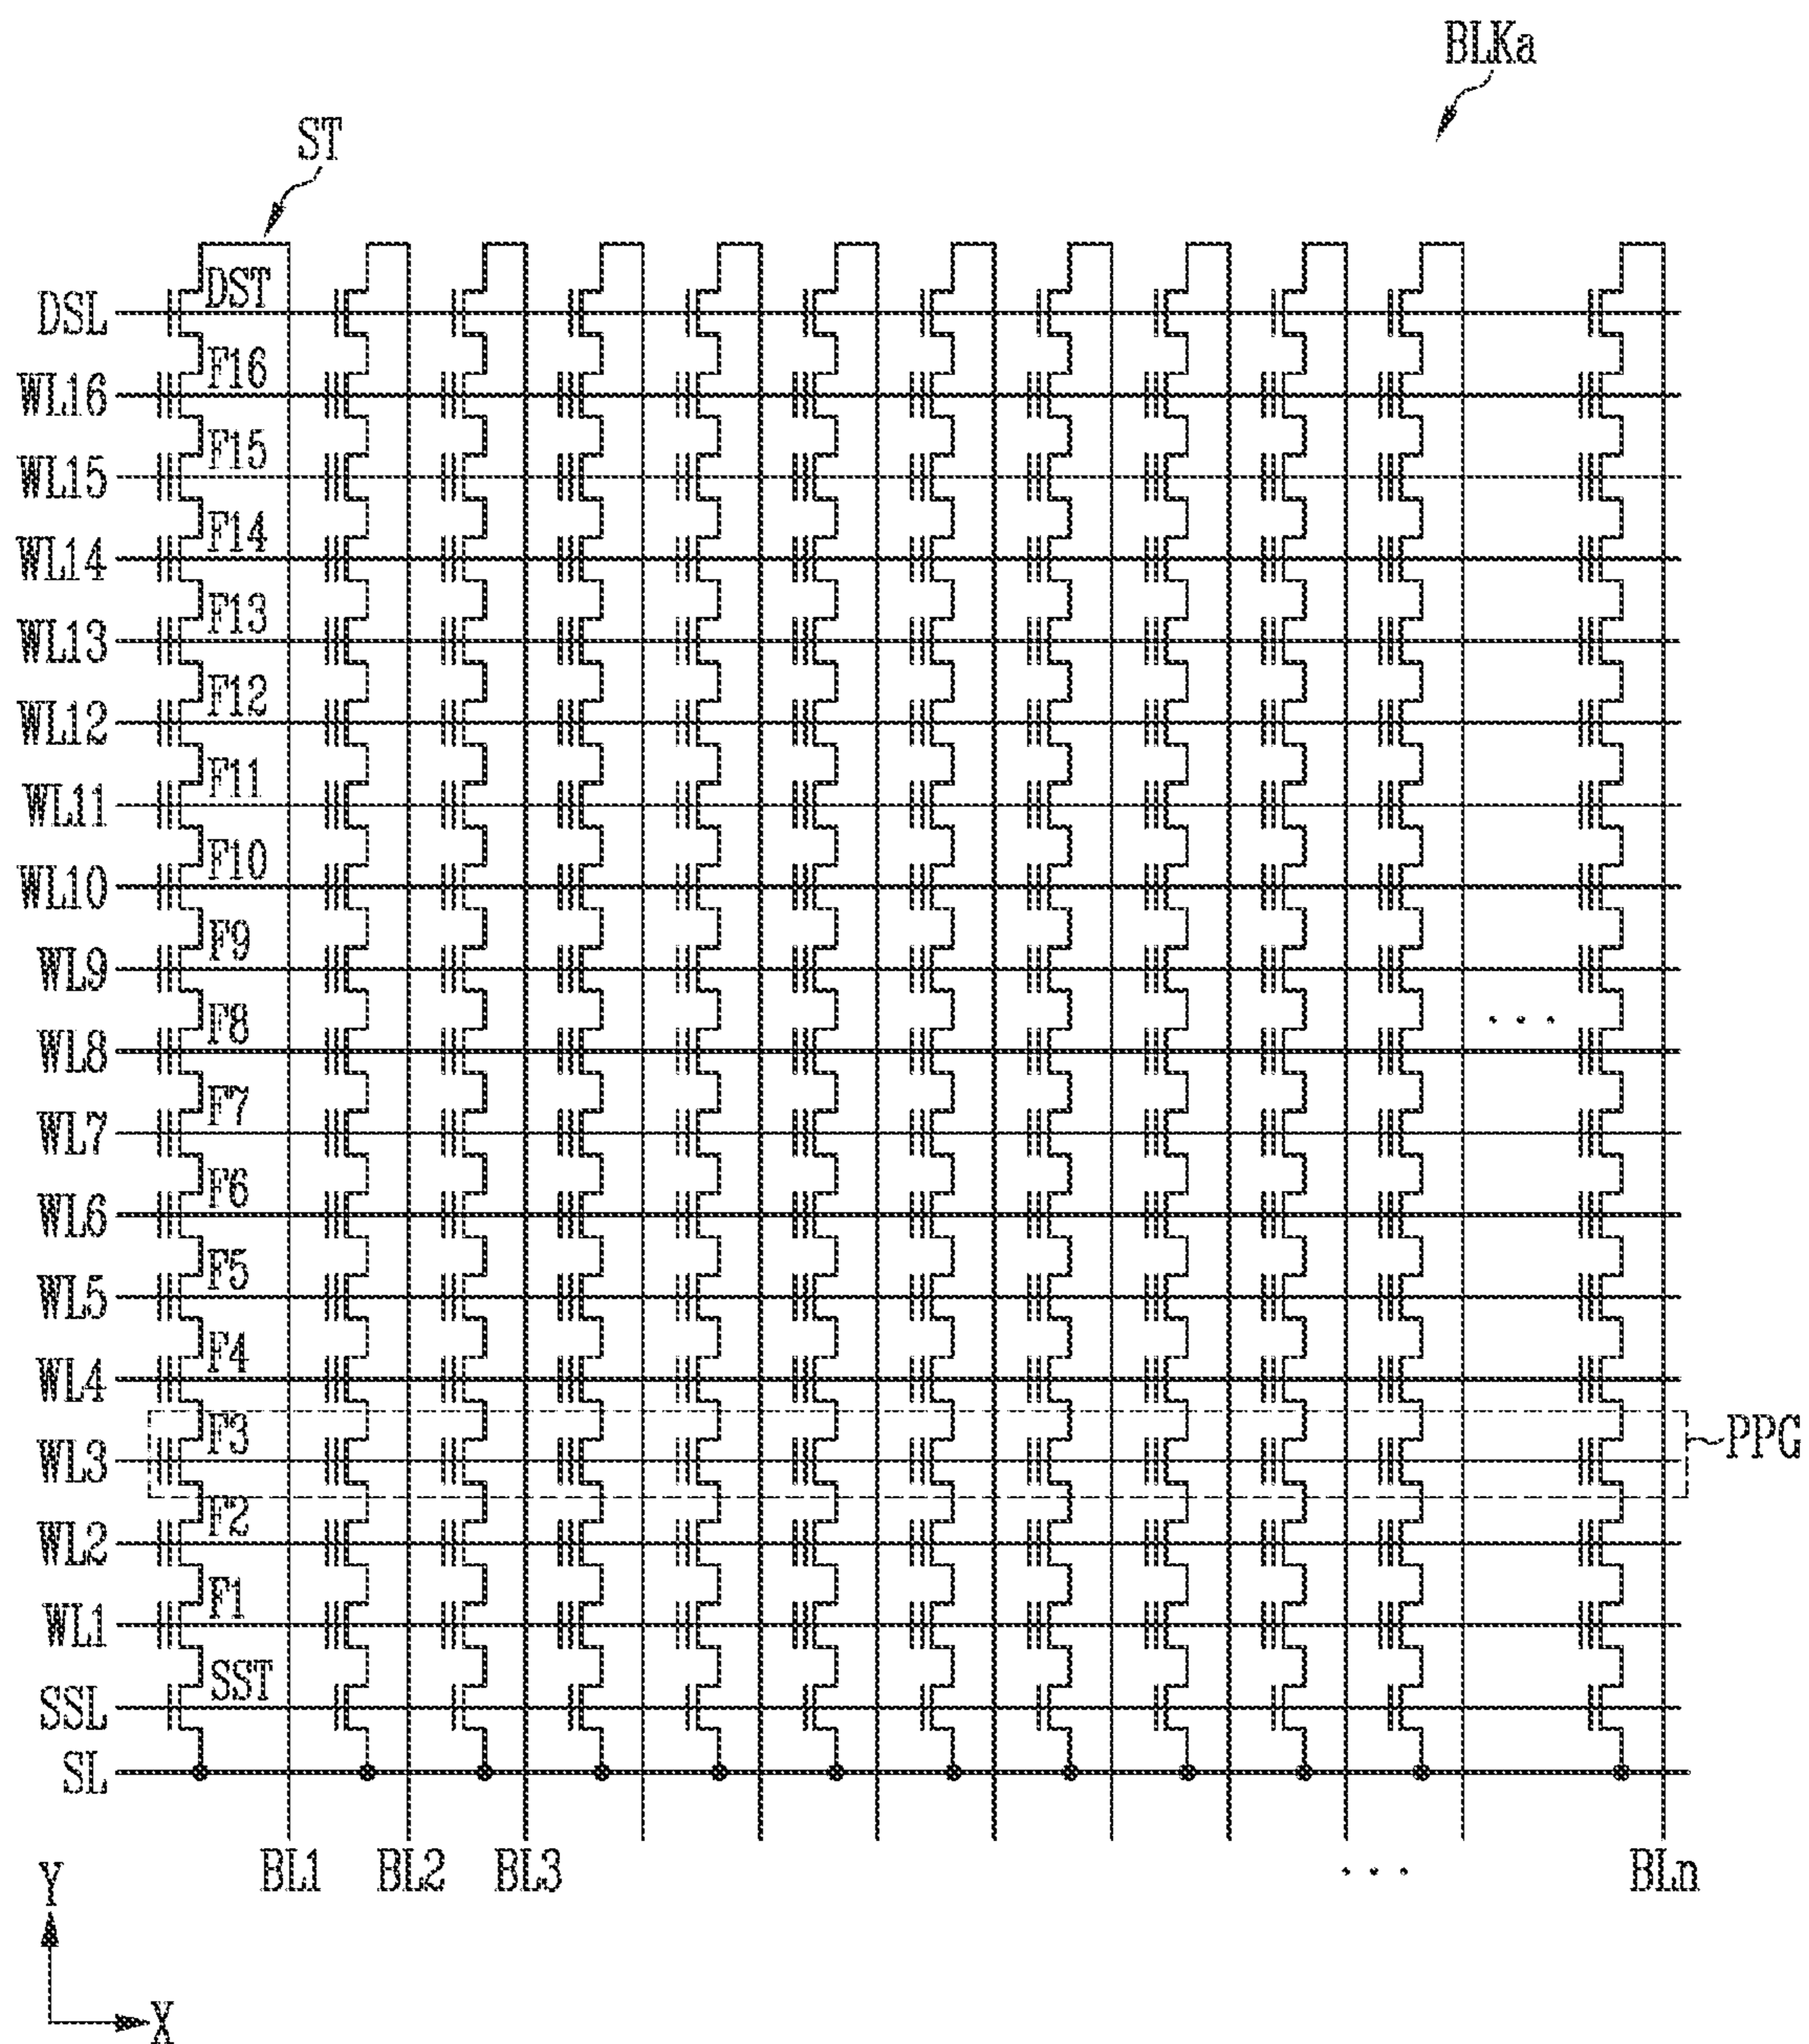 BLKa
ST
DST
DSL
F16
WL16
F15
WL15
F14
WL14
F13
WL13
F12
WL12
F11
WL11
F10
WL10
F9
WL9
F8
WL8
...
F7
WL7
F6
WL6
F5
WL5
F4
WL4
F3
WL3
PPG
F2
WL2
F1
WL1
SST
SSL
SL
BL1 BL2 BL3 ... BLn
Y
X